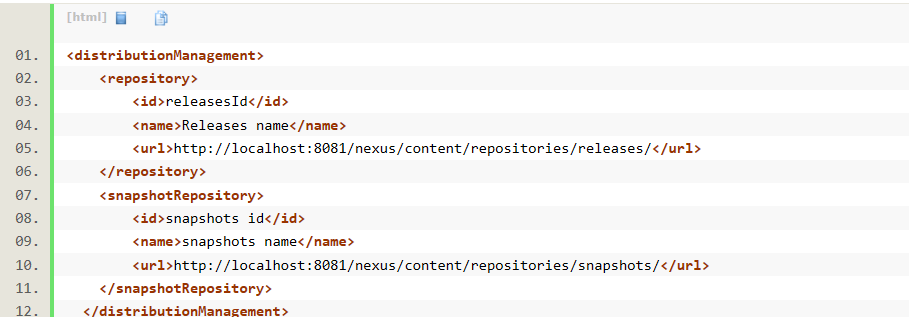 [html]
01. <distributionManagement>
02. <repository>
03. <id>releasesId</id>
04. <name>Releases name</name>
05. <url>http://localhost:8081/nexus/content/repositories/releases/</url>
06. </repository>
07. <snapshotRepository>
08. <id>snapshots id</id>
09. <name>snapshots name</name>
10. <url>http://localhost:8081/nexus/content/repositories/snapshots/</url>
11. </snapshotRepository>
12. </distributionManagement>